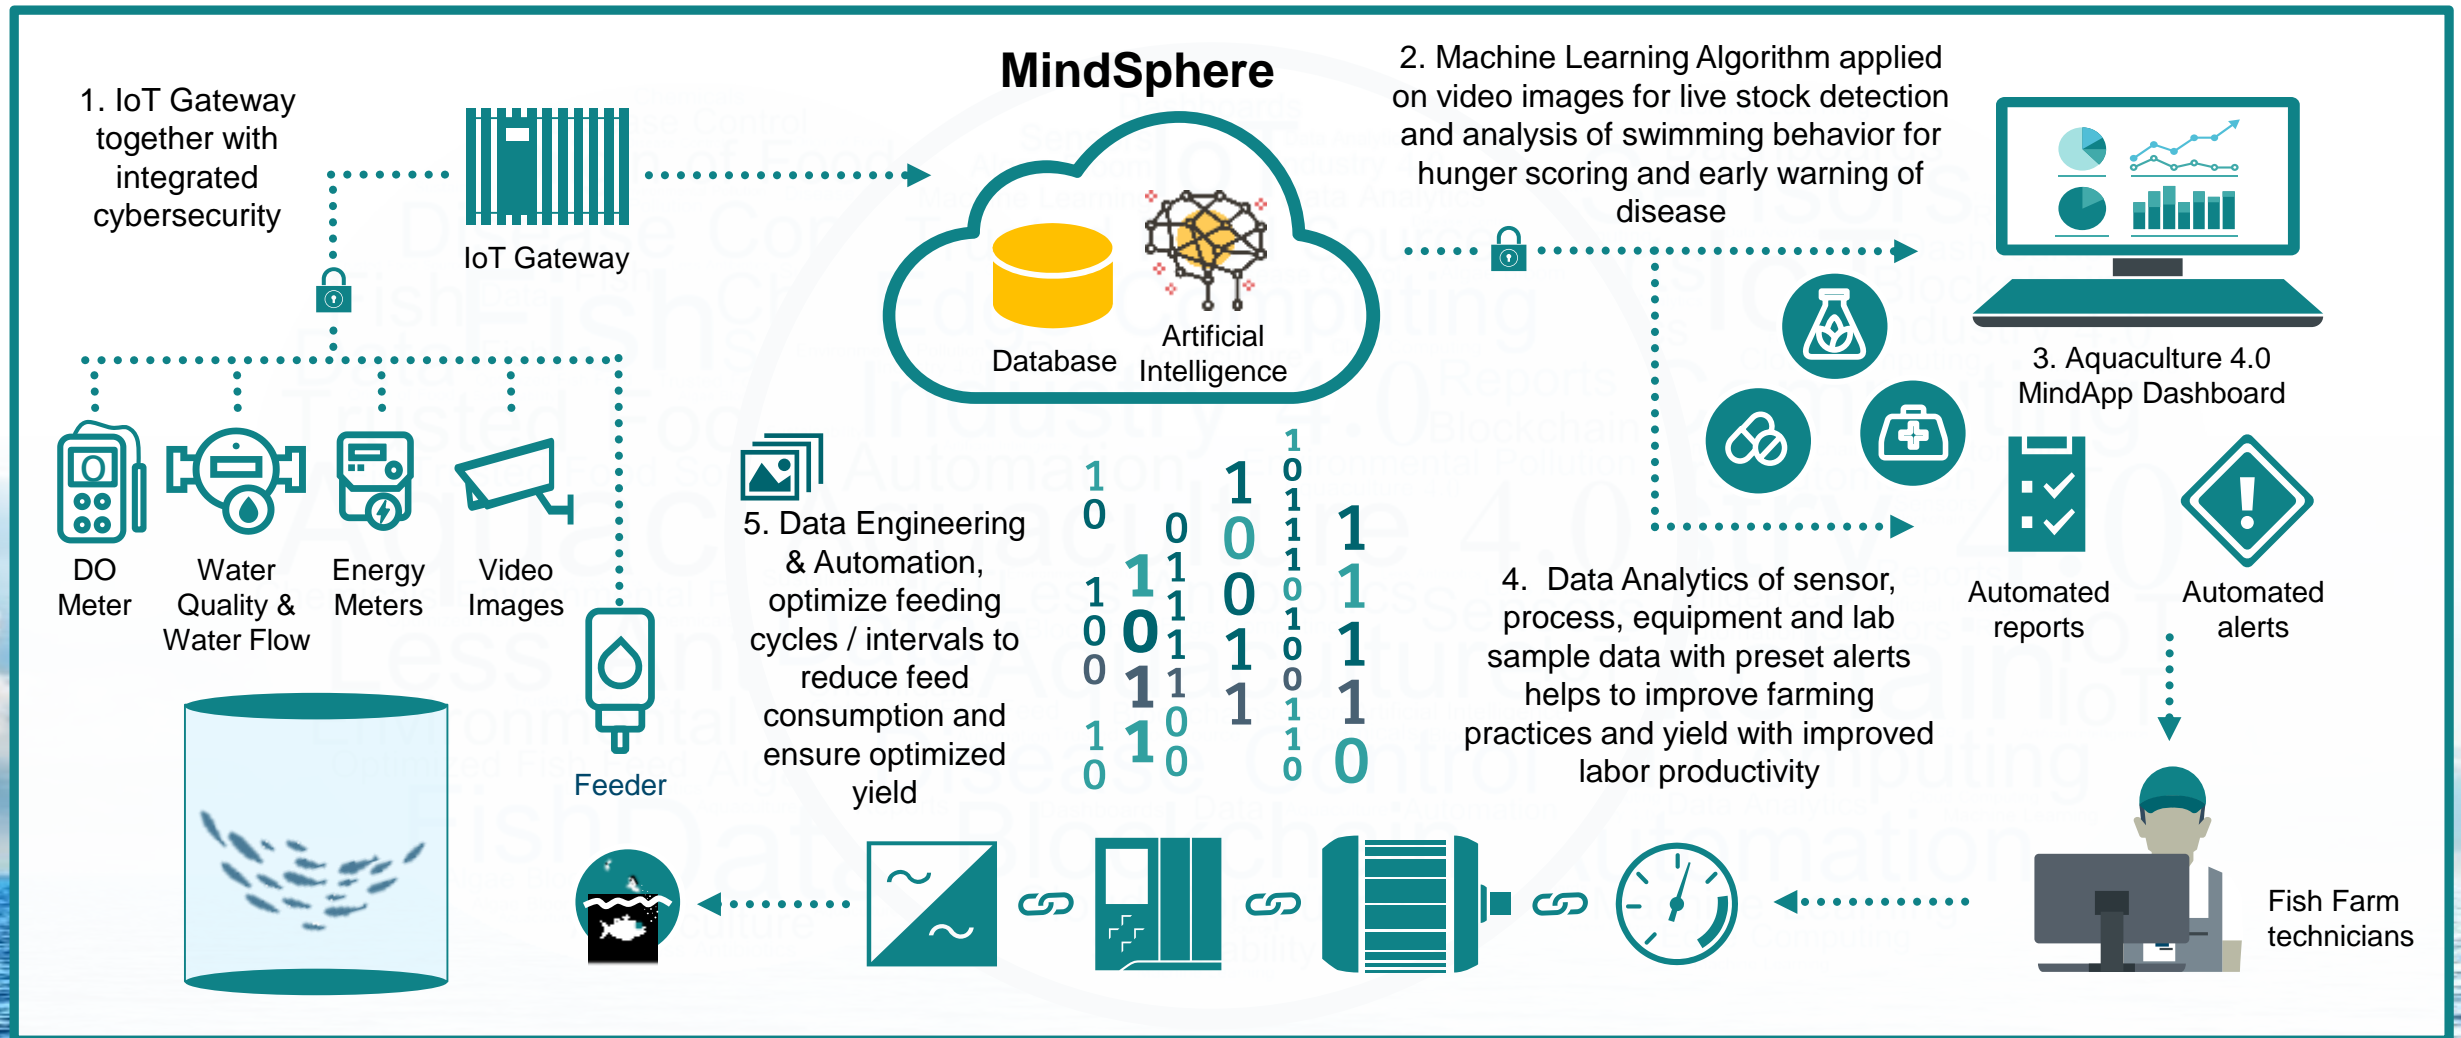 MindSphere
1. IoT Gateway
together with
integrated
cybersecurity
IoT Gateway
Database
Artificial
Intelligence
2. Machine Learning Algorithm applied
on video images for live stock detection
and analysis of swimming behavior for
hunger scoring and early warning of
disease
3. Aquaculture 4.0
MindApp Dashboard
DO
Meter
Water
Quality &
Water Flow
Energy
Meters
Video
Images
Feeder
5. Data Engineering
& Automation,
optimize feeding
cycles / intervals to
reduce feed
consumption and
ensure optimized
yield
4. Data Analytics of sensor,
process, equipment and lab
sample data with preset alerts
helps to improve farming
practices and yield with improved
labor productivity
Automated
reports
Automated
alerts
Fish Farm
technicians